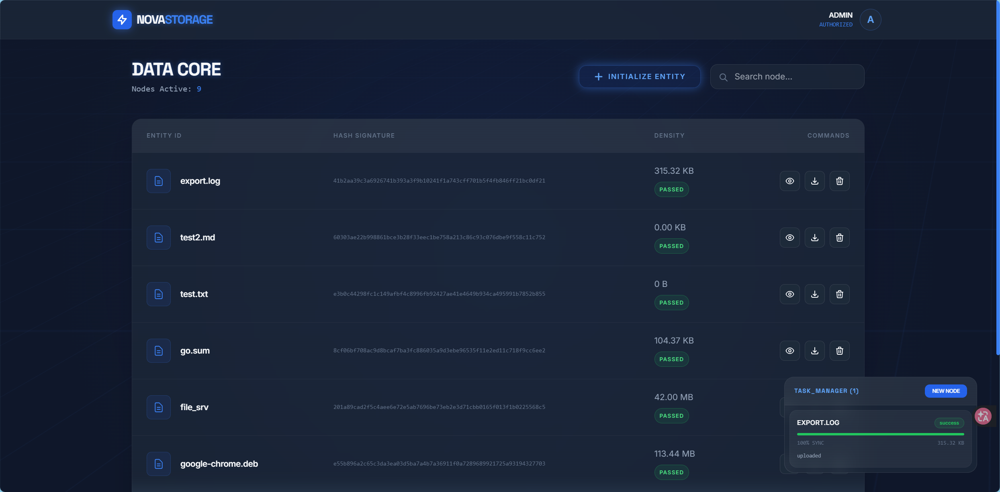 NOVASTORAGE
ADMIN
AUTHORIZED
A
DATA CORE
Nodes Active: 9
INITIALIZE ENTITY
Search node...
ENTITY ID HASH SIGNATURE DENSITY COMMANDS
export.log 41b2aa39c3a6926741b393a3f9b10241f1a743cff701b5f4fb846ff21bc0df21 315.32 KB
PASSED
test2.md 60303ae22b998861bce3b28f33eec1be758a213c86c93c076dbe9f558c11c752 0.00 KB
PASSED
test.txt e3b0c44298fc1c149afbf4c8996fb92427ae41e4649b934ca495991b7852b855 0 B
PASSED
go.sum 8cf06bf708ac9d8bcaf7ba3fc886035a9d3ebe96535f11e2ed11c718f9cc6ee2 104.37 KB
PASSED
file_srv 201a89cad2f5c4aee6e72e5ab7696be73eb2e3d71cbb0165f013f1b0225568c5 42.00 MB
PASSED
google-chrome.deb e55b896a2c65c3da3ea03d5ba7a4b7a36911f0a7289689921725a93194327703 113.44 MB
PASSED
TASK_MANAGER (1) NEW NODE
EXPORT.LOG success
100% SYNC 315.32 KB
uploaded